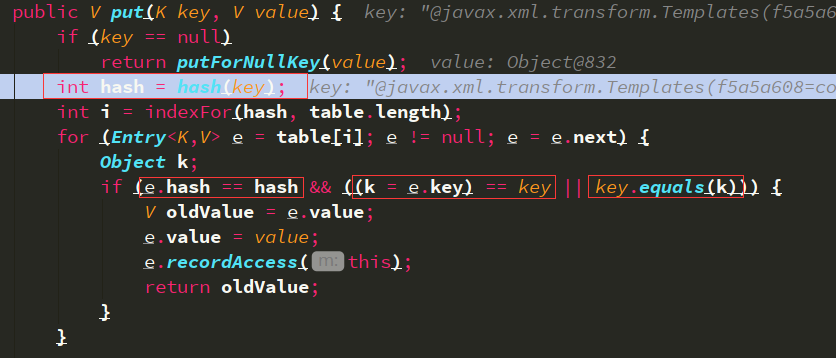 public V put(K key, V value) {  key: "@javax.xml.transform.Templates(f5a5a6
if (key == null)
return putForNullKey(value);  value: Object@832
int hash = hash(key);  key: "@javax.xml.transform.Templates(f5a5a608=co
int i = indexFor(hash, table.length);
for (Entry<K,V> e = table[i]; e != null; e = e.next) {
Object k;
if (e.hash == hash && ((k = e.key) == key || key.equals(k))) {
V oldValue = e.value;
e.value = value;
e.recordAccess( m: this);
return oldValue;
}
}